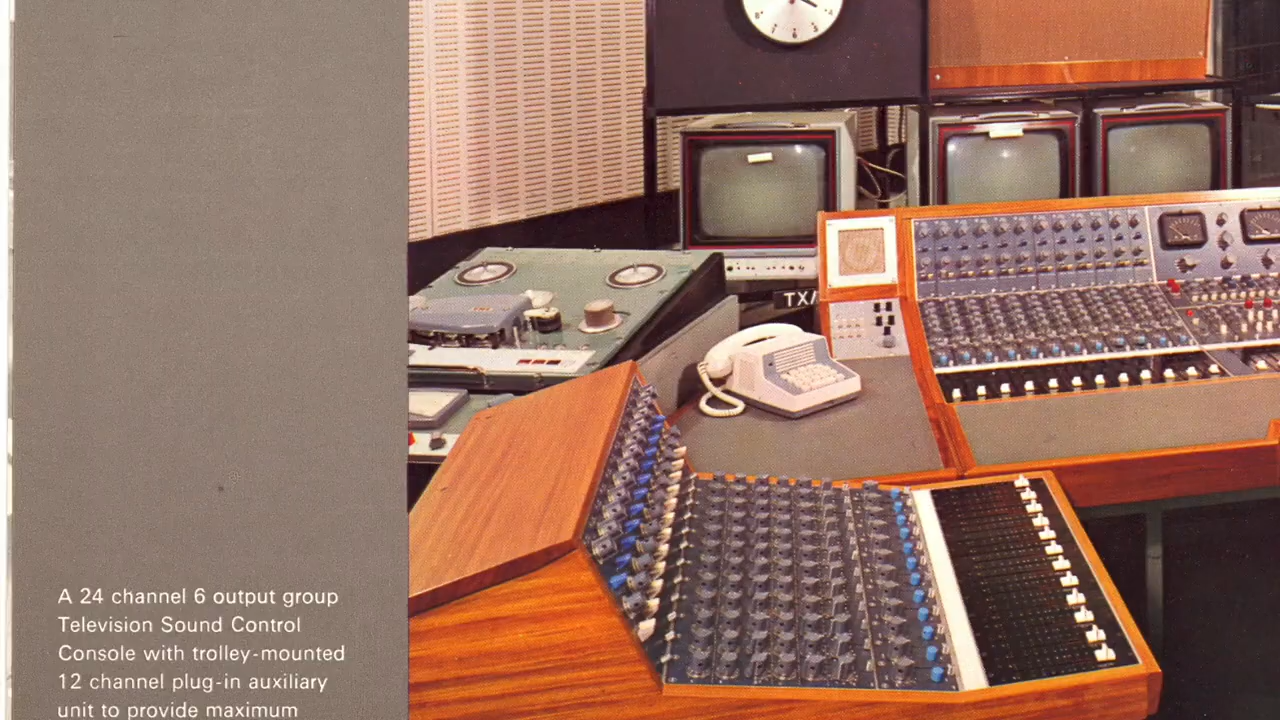 TX/
A 24 channel 6 output group
Television Sound Control
Console with trolley-mounted
12 channel plug-in auxiliary
unit to provide maximum